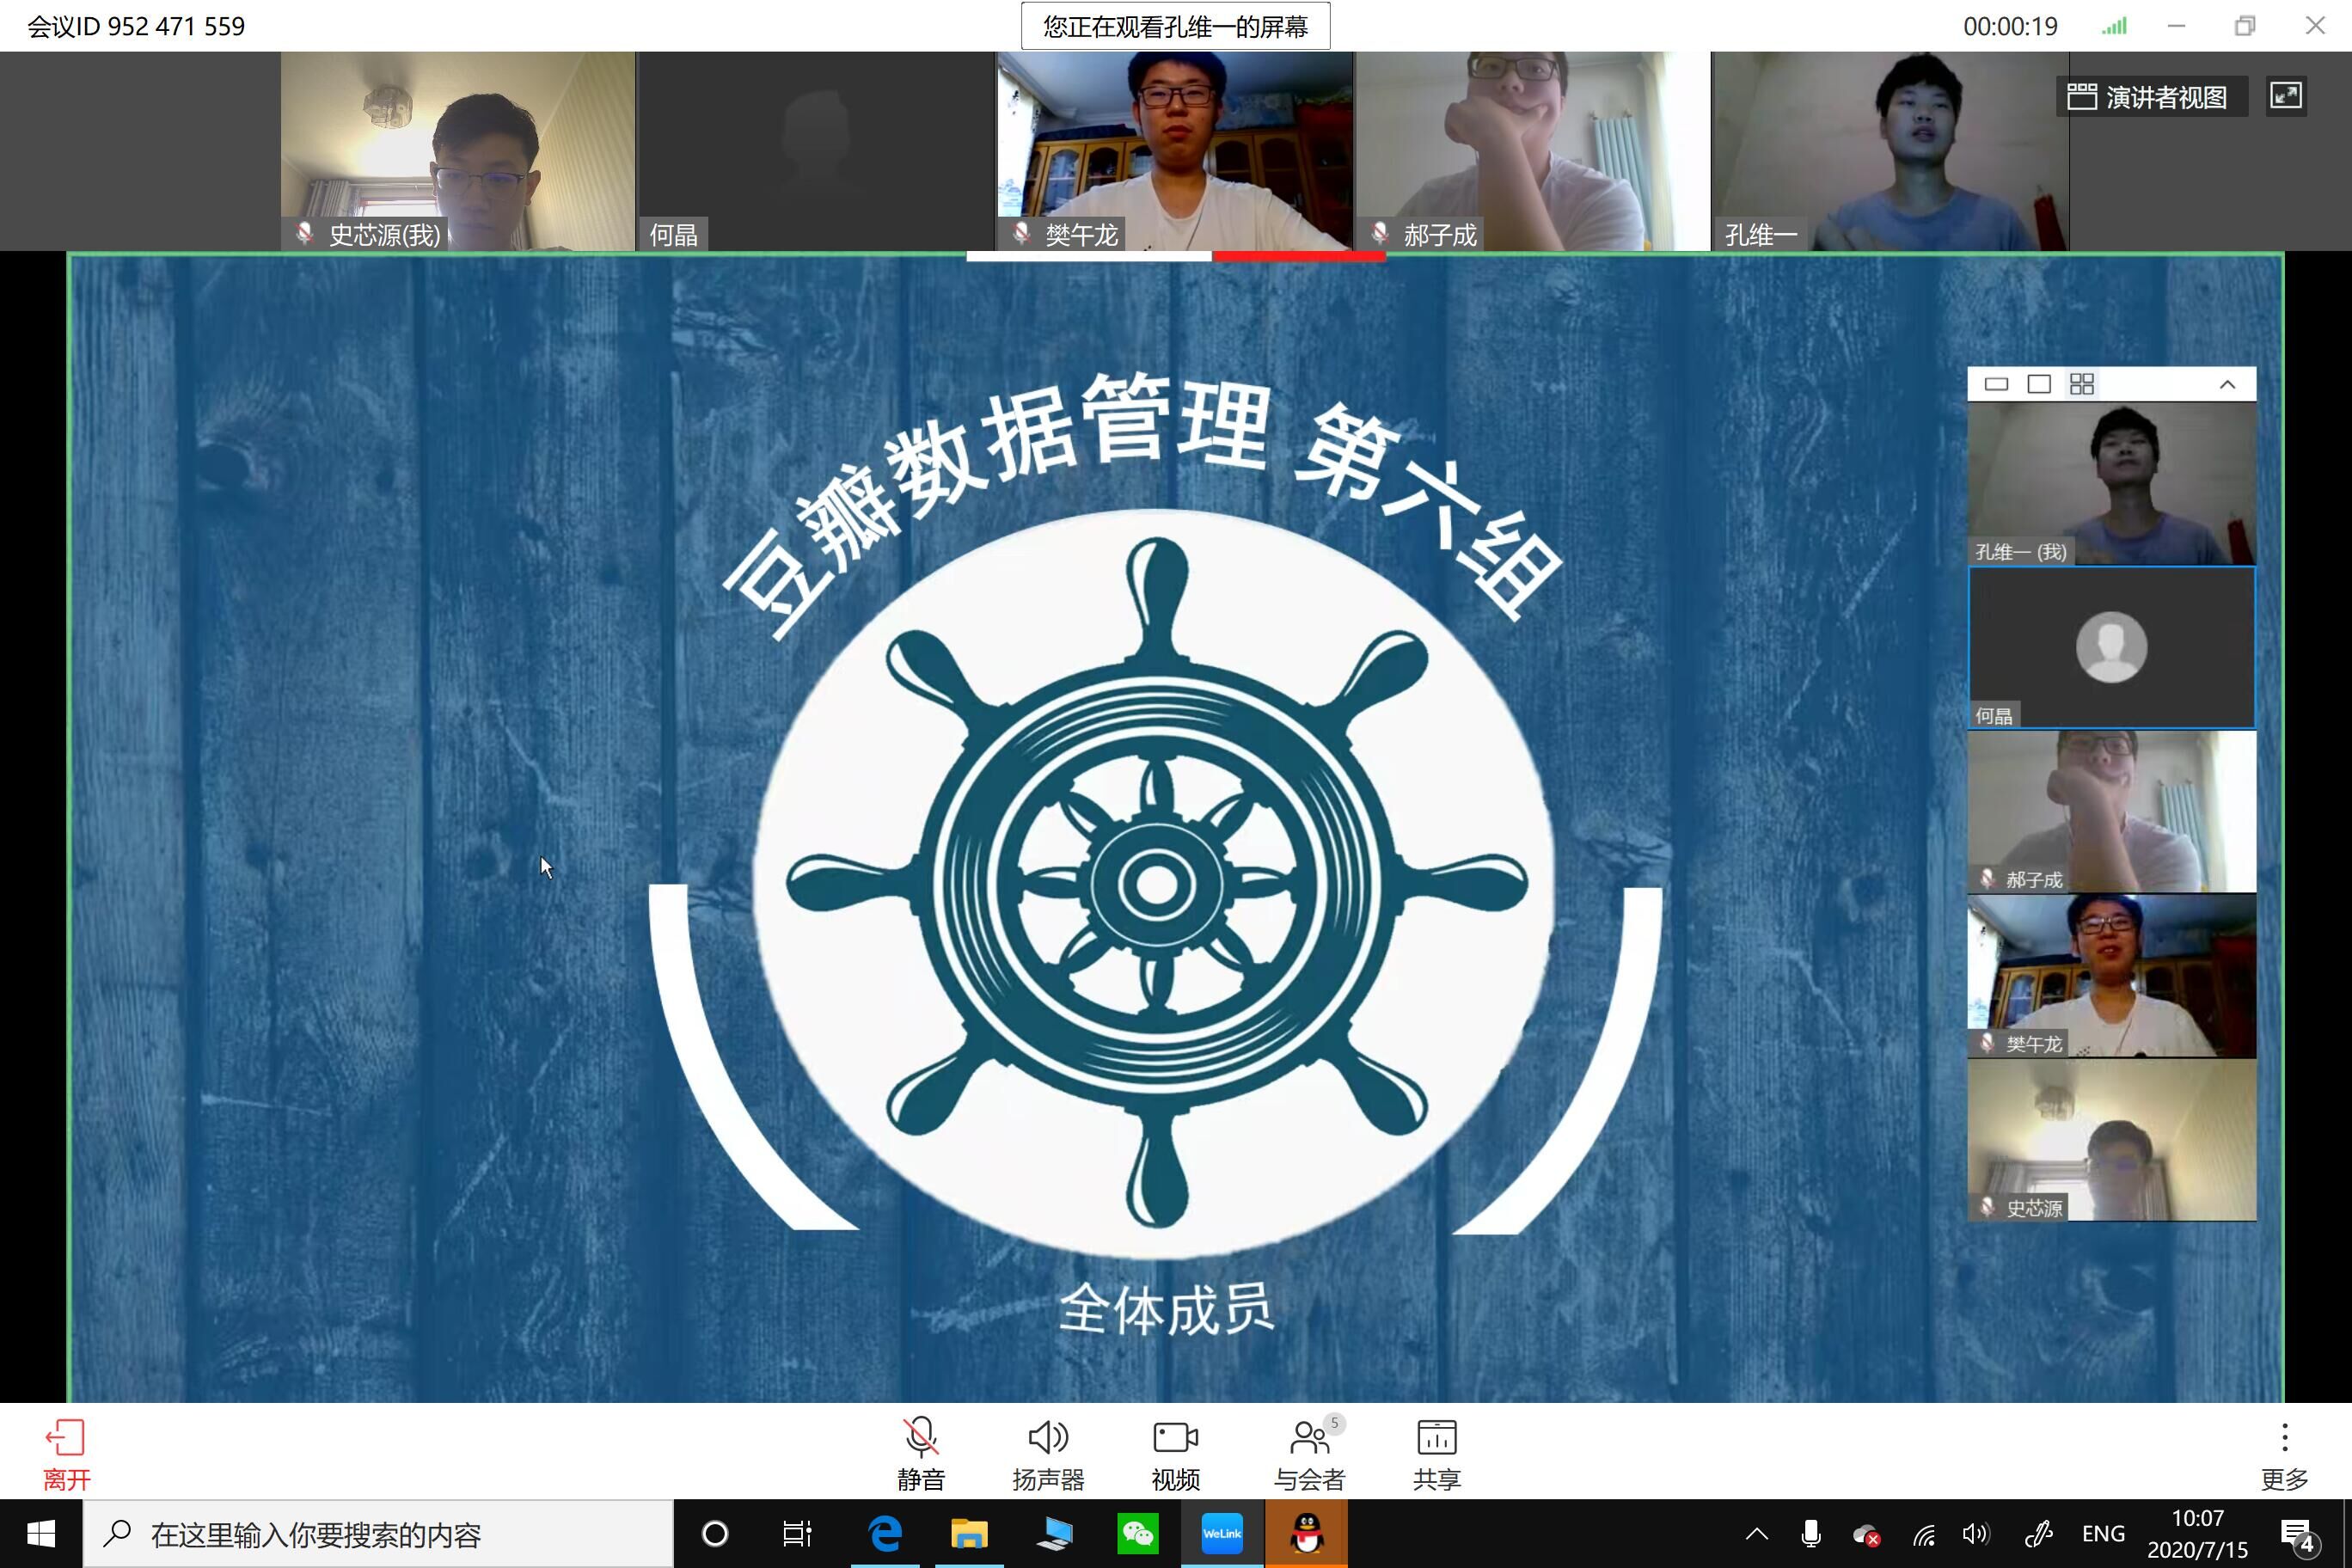 会议ID 952 471 559
您正在观看孔维一的屏幕
00:00:19
演讲者视图
史芯源(我)
何晶
樊午龙
郝子成
孔维一
豆瓣数据管理 第六组
全体成员
孔维一 (我)
何晶
郝子成
樊午龙
史芯源
离开
静音
扬声器
视频
5
与会者
共享
更多
在这里输入你要搜索的内容
WeLink
ENG
10:07
2020/7/15
4